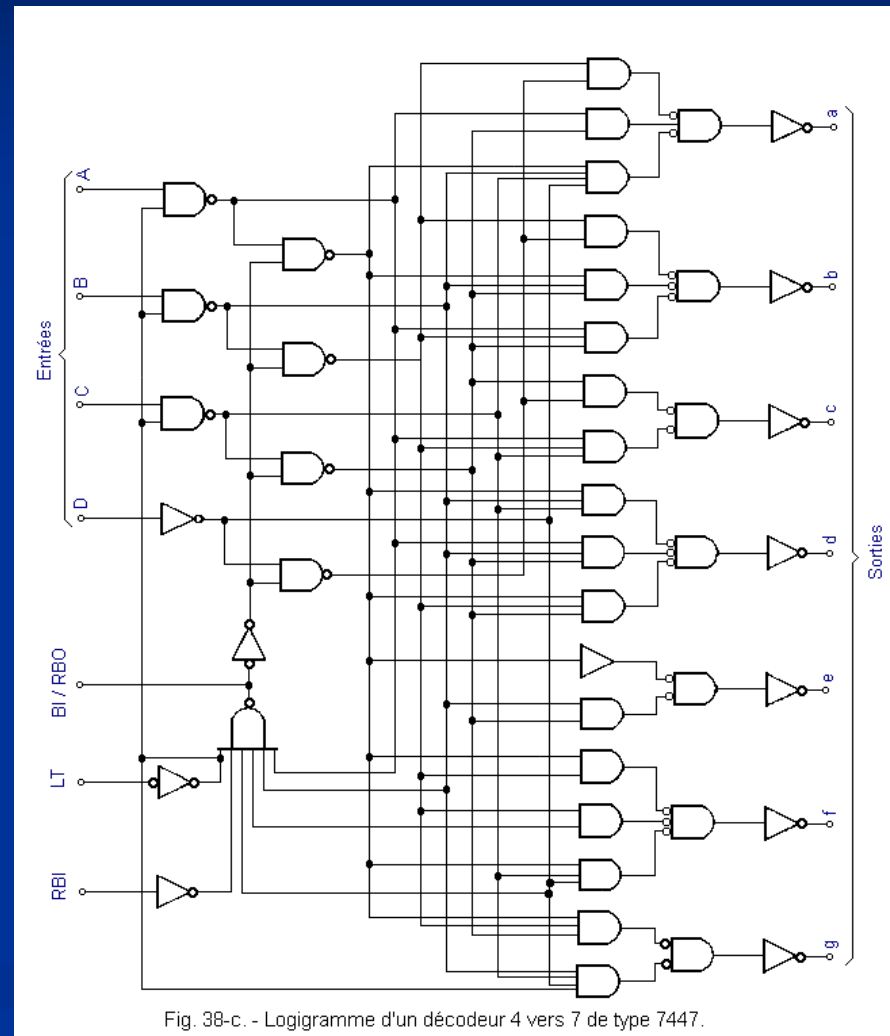 Entrées
A
B
C
D
BI / RBO
LT
RBI
a
b
c
d
e
f
g
Sorties
Fig. 38-c. - Logigramme d'un décodeur 4 vers 7 de type 7447.